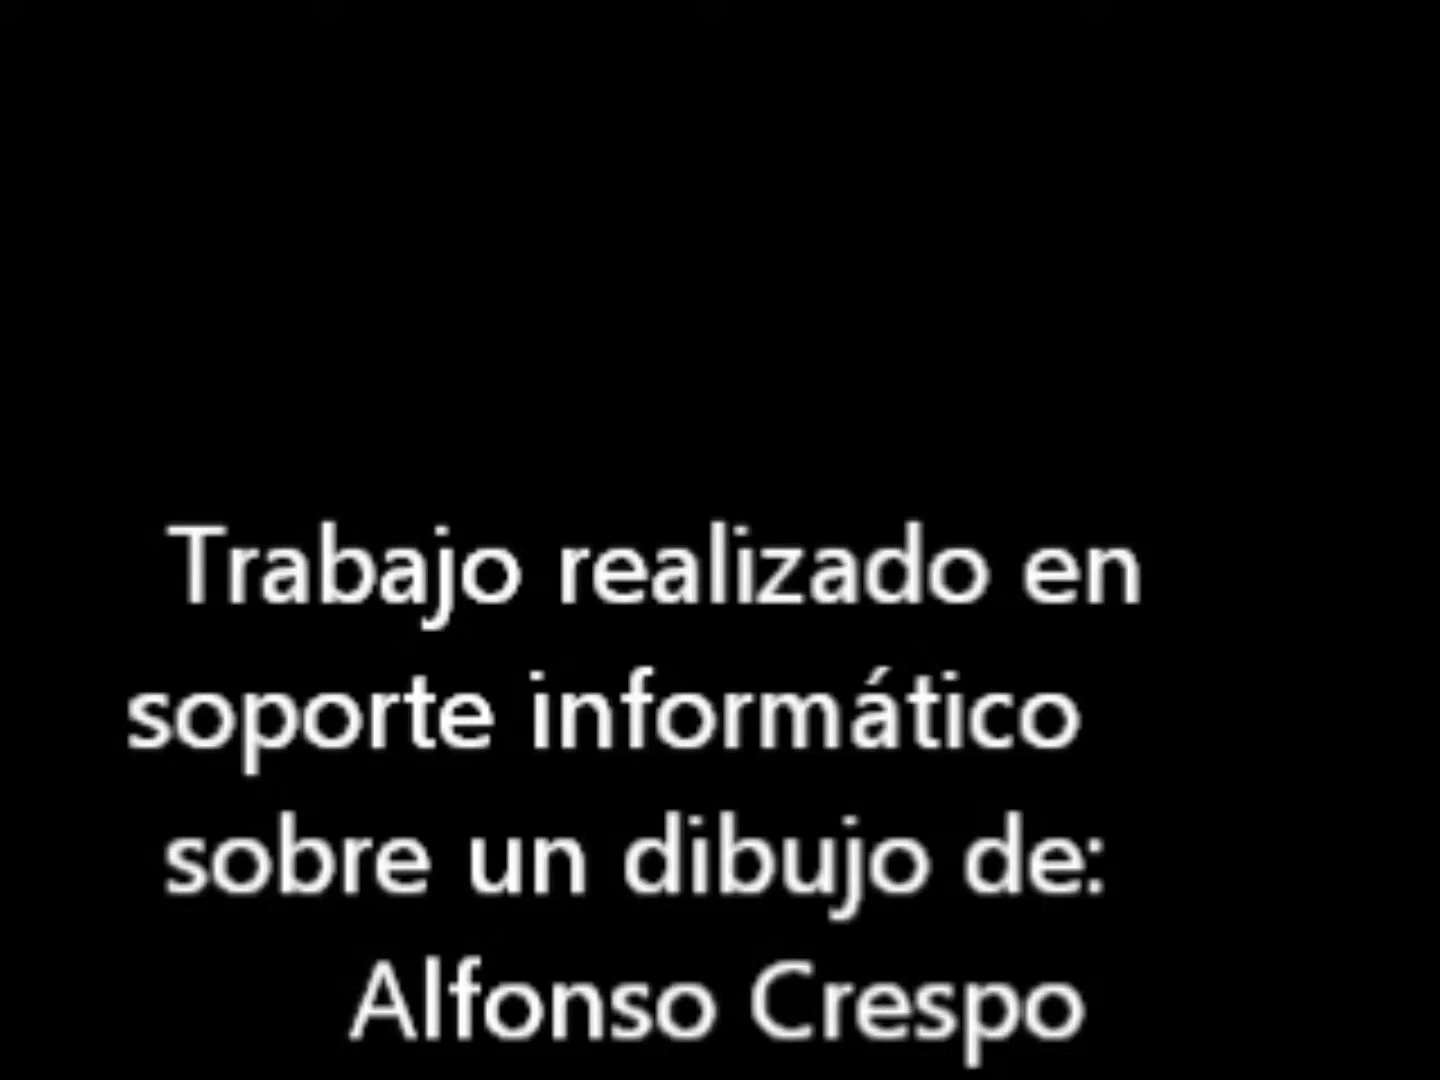 Trabajo realizado en
soporte informático
sobre un dibujo de:
Alfonso Crespo